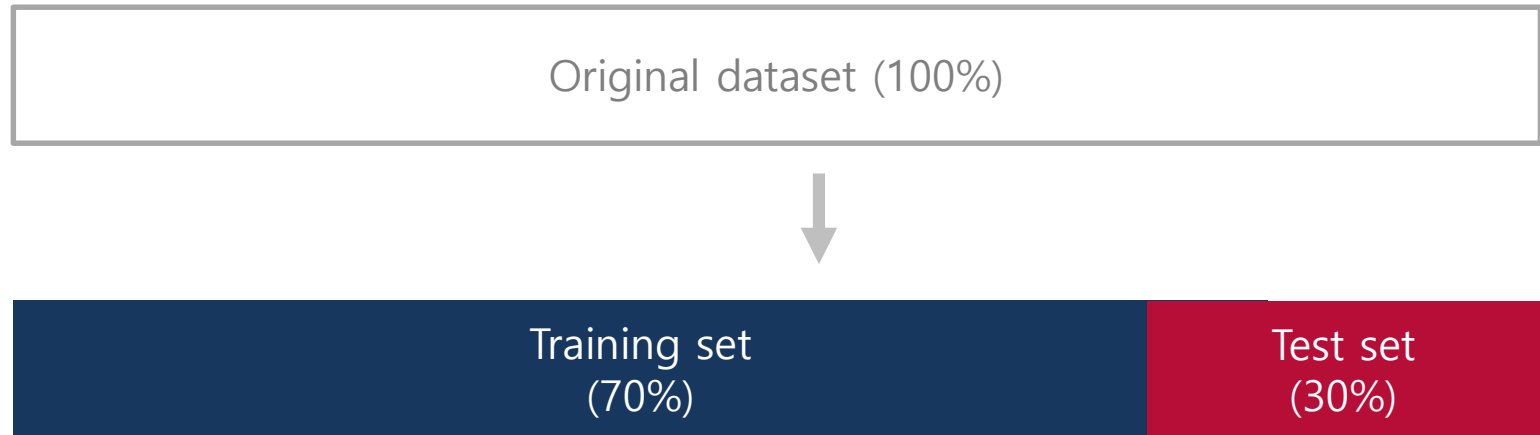 Original dataset (100%)
Training set
(70%)
Test set
(30%)